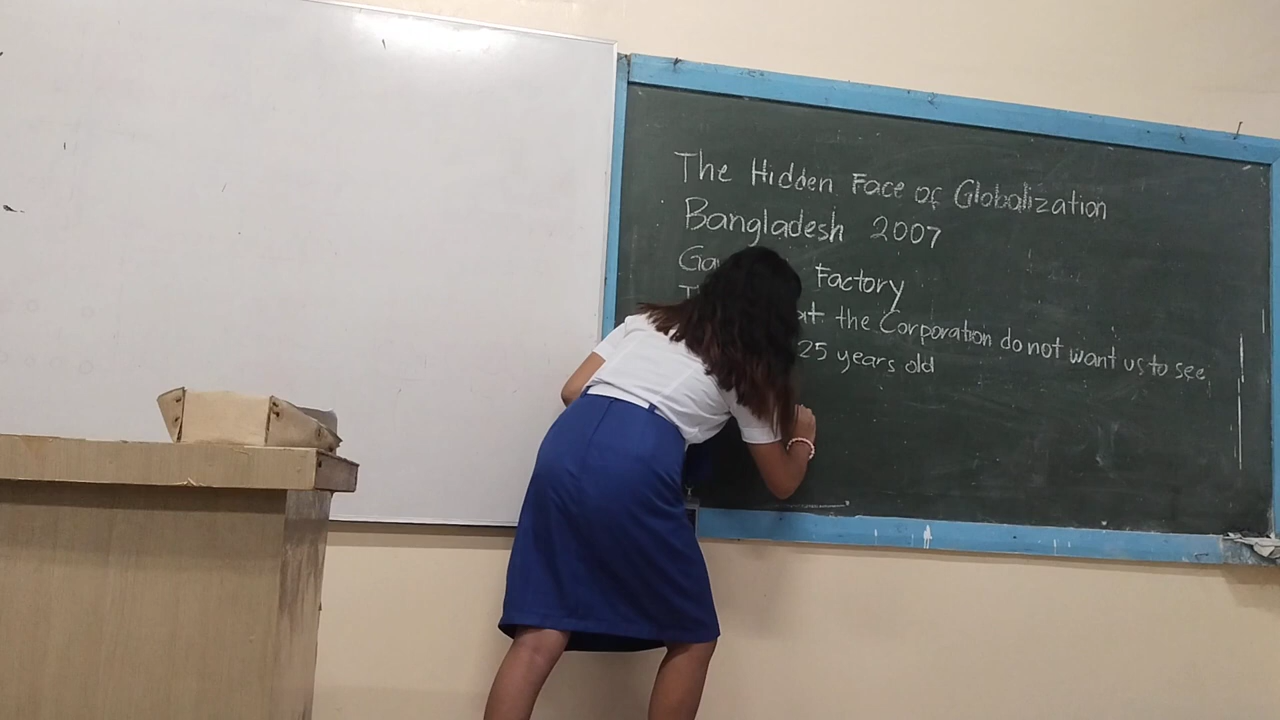 The Hidden Face of Globalization
Bangladesh 2007
Factory
the Corporation do not want us to see
25 years old